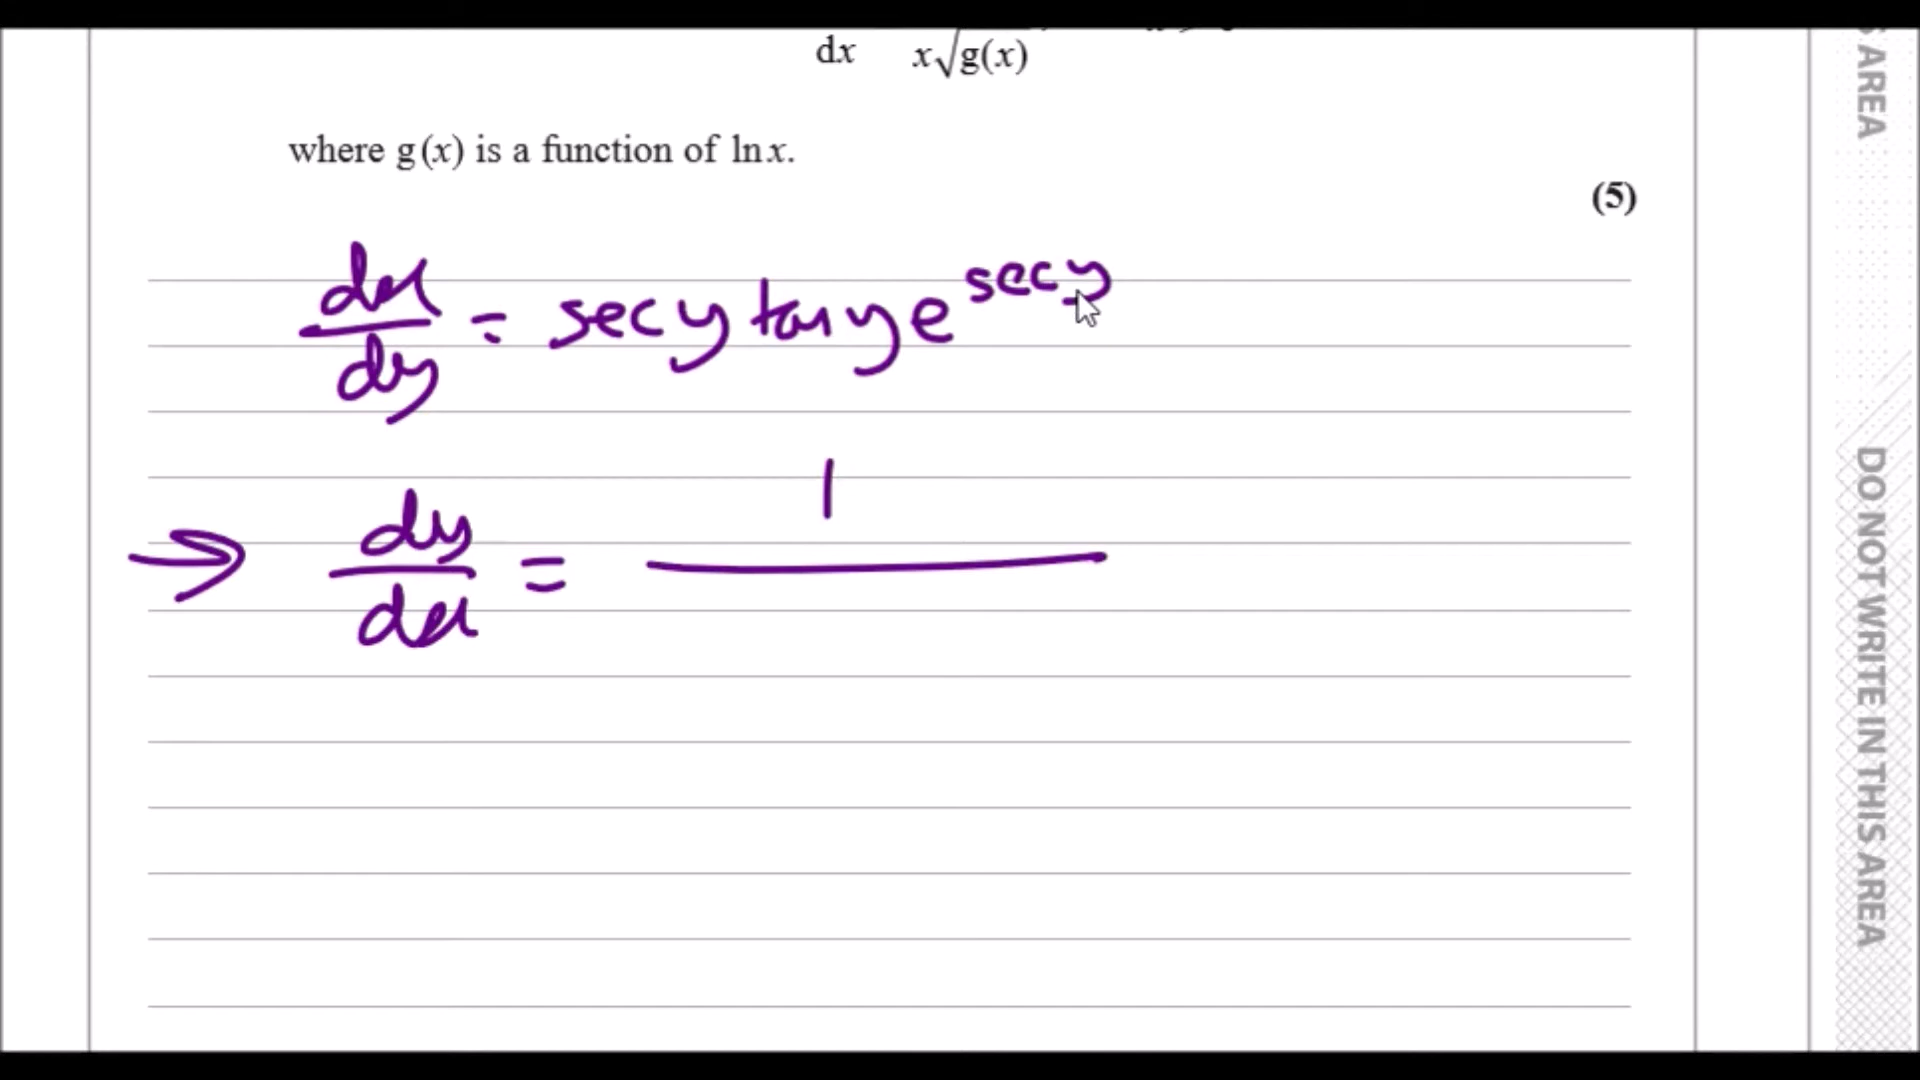 dx x√g(x)
where g(x) is a function of ln x.
(5)
dx/dy = sec y tan y e^sec y
⇒ dy/dx = 1/
S AREA
DO NOT WRITE IN THIS AREA